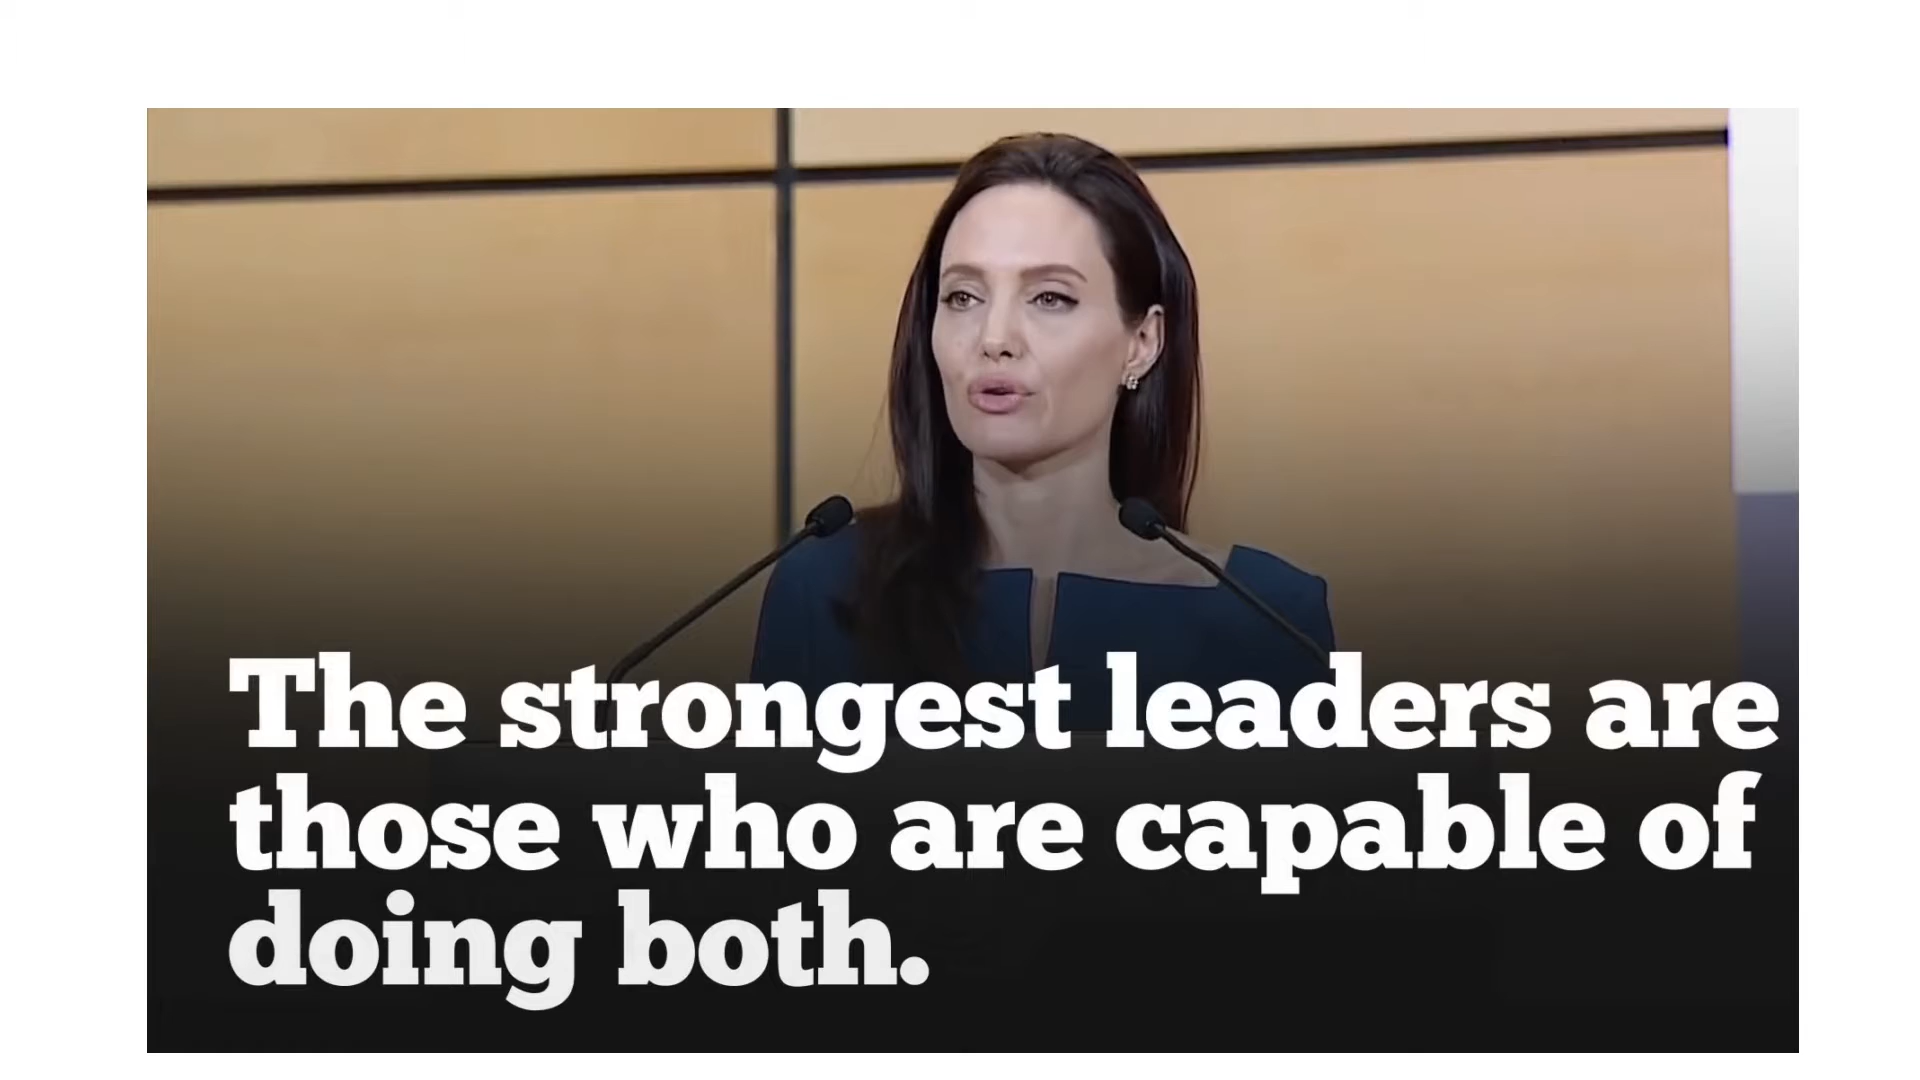 The strongest leaders are
those who are capable of
doing both.